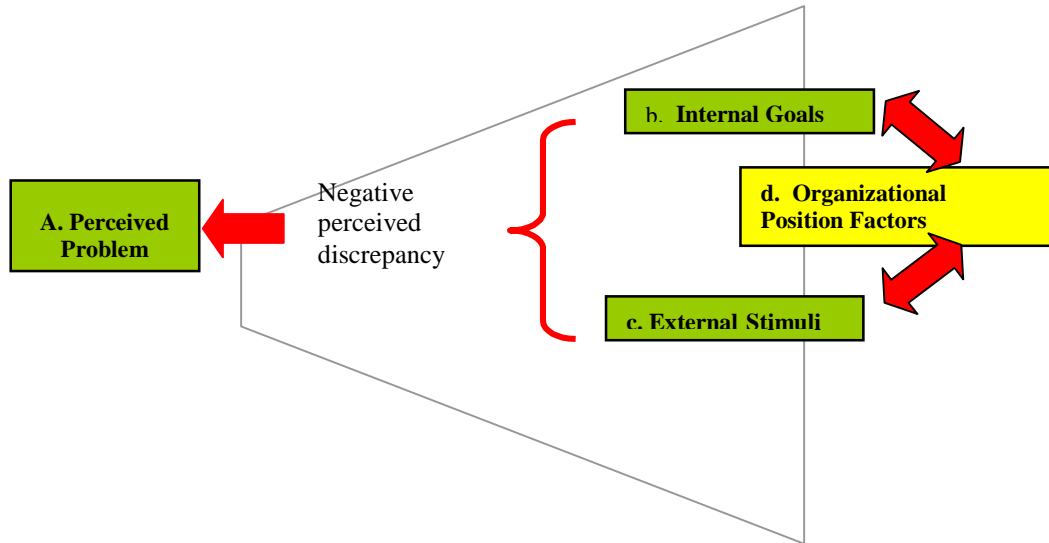 b. Internal Goals
d. Organizational
Position Factors
A. Perceived
Problem
Negative
perceived
discrepancy
c. External Stimuli